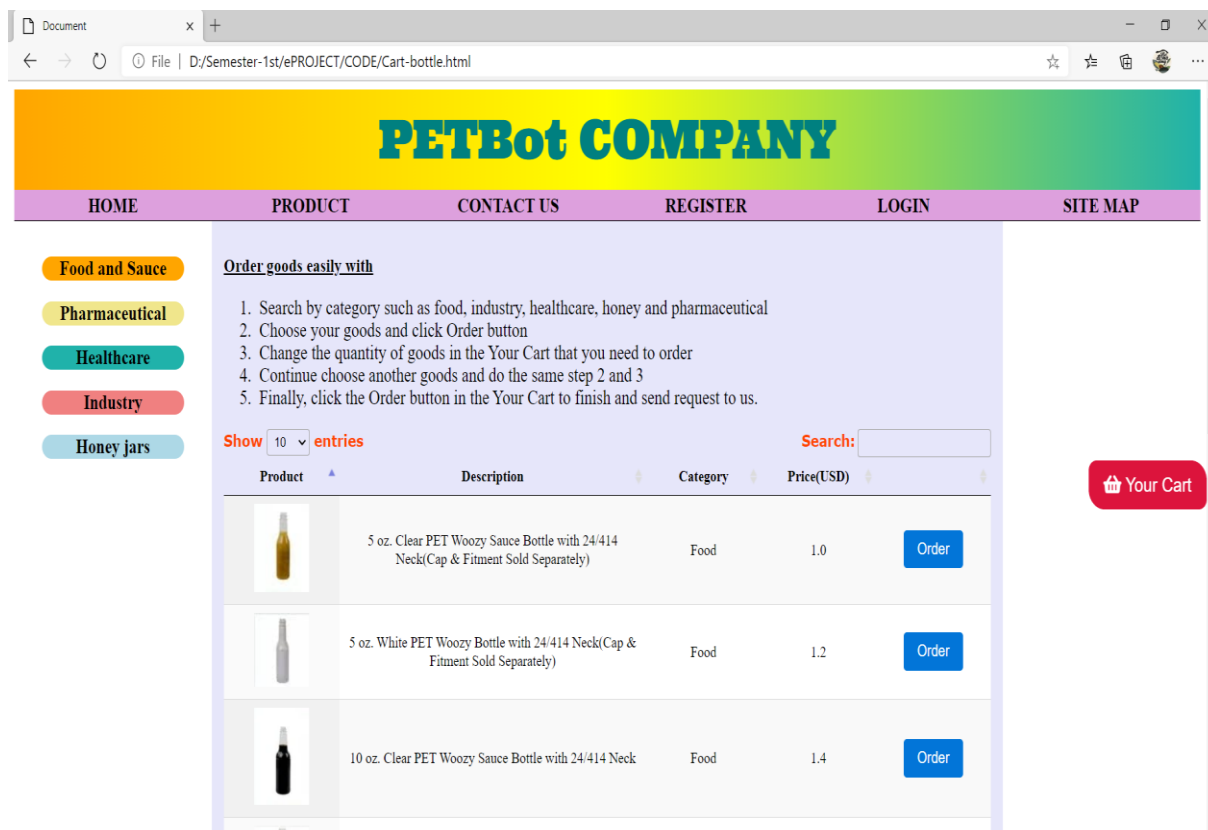 Document
File | D:/Semester-1st/ePROJECT/CODE/Cart-bottle.html
PETBot COMPANY
HOME PRODUCT CONTACT US REGISTER LOGIN SITE MAP
Food and Sauce
Pharmaceutical
Healthcare
Industry
Honey jars
Order goods easily with
1. Search by category such as food, industry, healthcare, honey and pharmaceutical
2. Choose your goods and click Order button
3. Change the quantity of goods in the Your Cart that you need to order
4. Continue choose another goods and do the same step 2 and 3
5. Finally, click the Order button in the Your Cart to finish and send request to us.
Show 10 entries Search:
Product Description Category Price(USD)
5 oz. Clear PET Woozy Sauce Bottle with 24/414
Neck(Cap & Fitment Sold Separately)
Food 1.0 Order
5 oz. White PET Woozy Bottle with 24/414 Neck(Cap &
Fitment Sold Separately)
Food 1.2 Order
10 oz. Clear PET Woozy Sauce Bottle with 24/414 Neck Food 1.4 Order
Your Cart